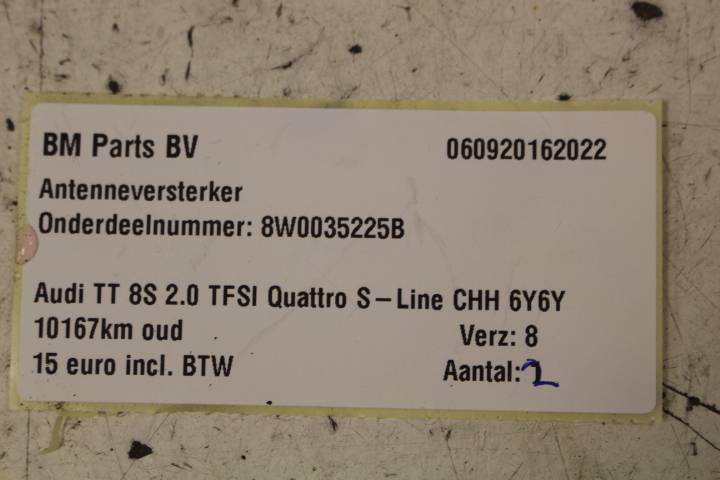 BM Parts BV 060920162022
Antenneversterker
Onderdeelnummer: 8W0035225B
Audi TT 8S 2.0 TFSI Quattro S-Line CHH 6Y6Y
10167km oud Verz: 8
15 euro incl. BTW Aantal: 2